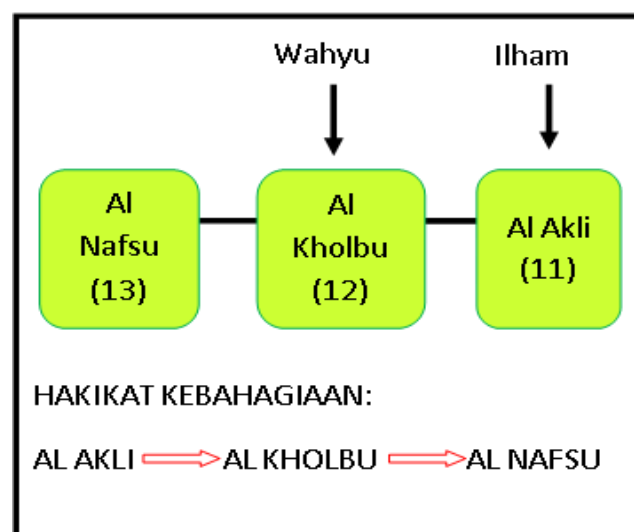 Wahyu
Ilham
Al
Nafsu
(13)
Al
Kholbu
(12)
Al Akli
(11)
HAKIKAT KEBAHAGIAAN:
AL AKLI AL KHOLBU AL NAFSU